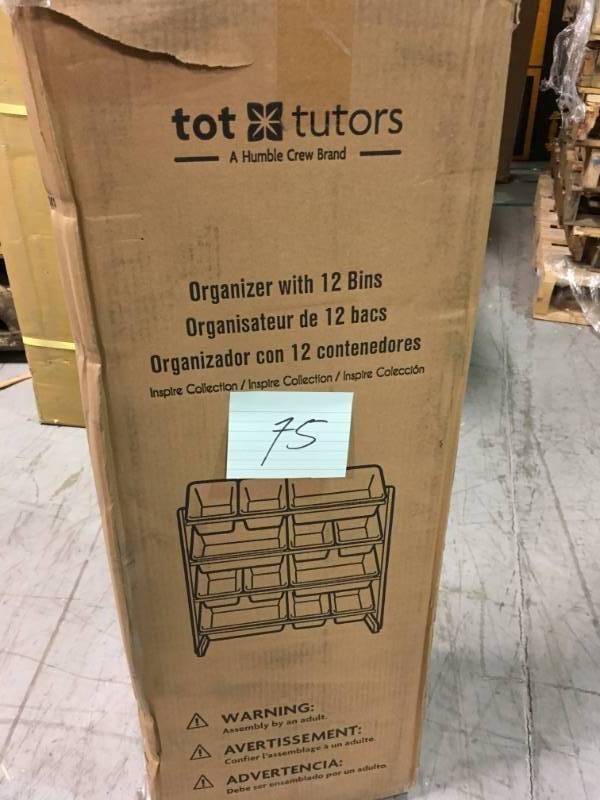 tot tutors
A Humble Crew Brand
Organizer with 12 Bins
Organisateur de 12 bacs
Organizador con 12 contenedores
Inspire Collection / Inspire Collection / Inspire Colección
75
WARNING:
Assembly by an adult.
AVERTISSEMENT:
Confier l'assemblage à un adulte.
ADVERTENCIA:
Debe ser ensamblado por un adulto